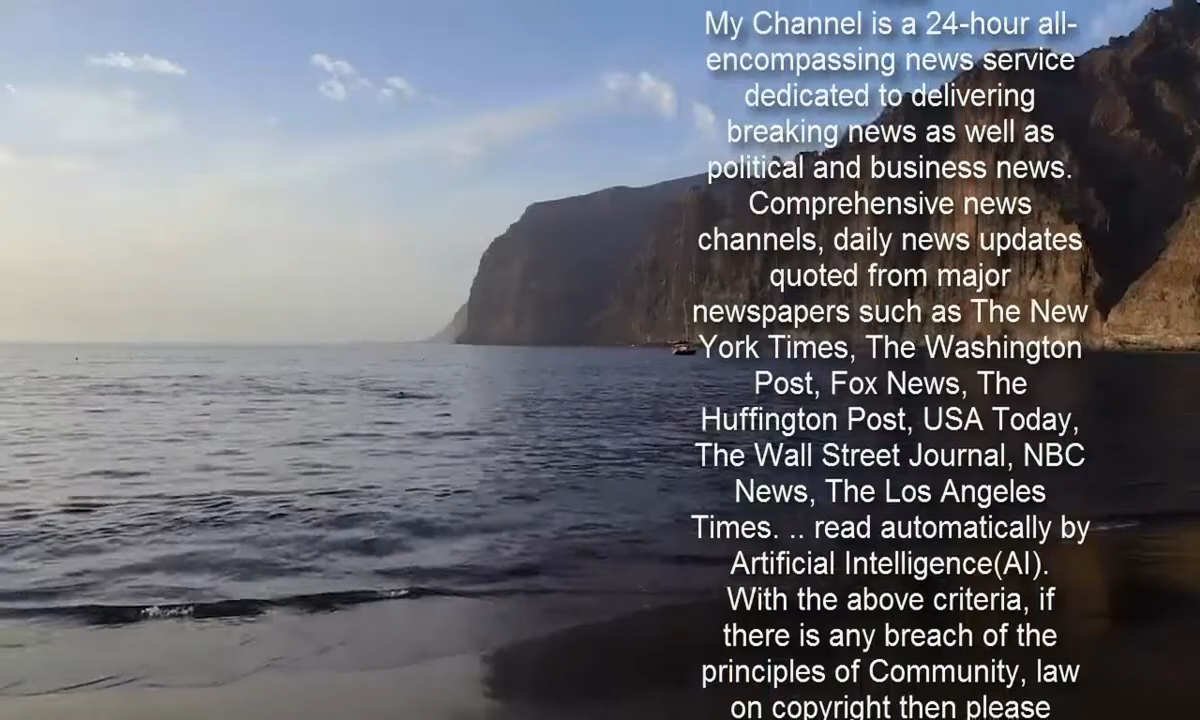 My Channel is a 24-hour all-
encompassing news service
dedicated to delivering
breaking news as well as
political and business news.
Comprehensive news
channels, daily news updates
quoted from major
newspapers such as The New
York Times, The Washington
Post, Fox News, The
Huffington Post, USA Today,
The Wall Street Journal, NBC
News, The Los Angeles
Times. .. read automatically by
Artificial Intelligence(AI).
With the above criteria, if
there is any breach of the
principles of Community, law
on copyright then please